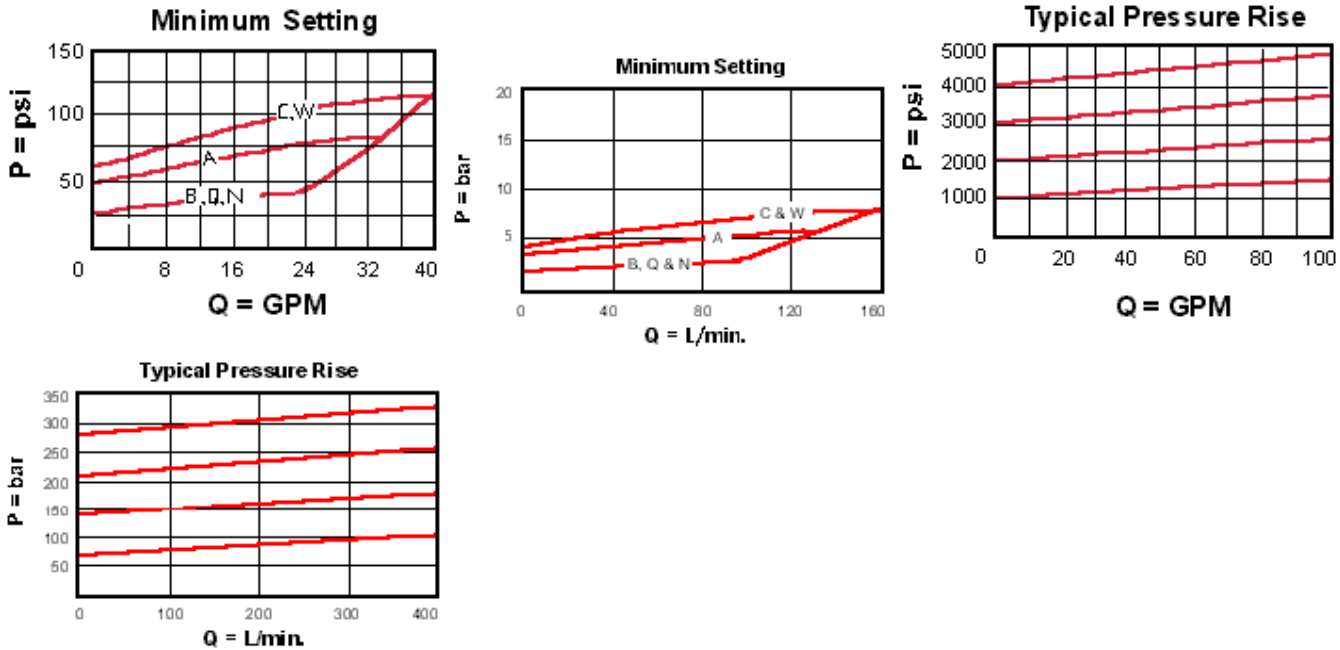 Minimum Setting
150
100
50
P = psi
C,W
A
B,Q,N
0 8 16 24 32 40
Q = GPM
Minimum Setting
20
15
10
5
P = bar
C & W
A
B, Q & N
0 40 80 120 160
Q = L/min.
Typical Pressure Rise
5000
4000
3000
2000
1000
P = psi
0 20 40 60 80 100
Q = GPM
Typical Pressure Rise
350
300
250
200
150
100
50
P = bar
0 100 200 300 400
Q = L/min.